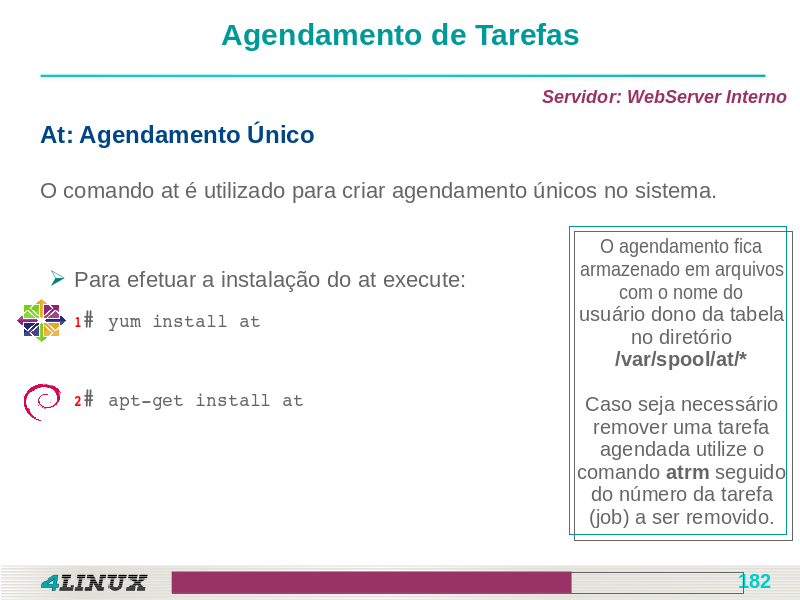 Agendamento de Tarefas
Servidor: WebServer Interno
At: Agendamento Único
O comando at é utilizado para criar agendamento únicos no sistema.
Para efetuar a instalação do at execute:
1# yum install at
2# apt-get install at
O agendamento fica
armazenado em arquivos
com o nome do
usuário dono da tabela
no diretório
/var/spool/at/*
Caso seja necessário
remover uma tarefa
agendada utilize o
comando atrm seguido
do número da tarefa
(job) a ser removido.
4LINUX
182